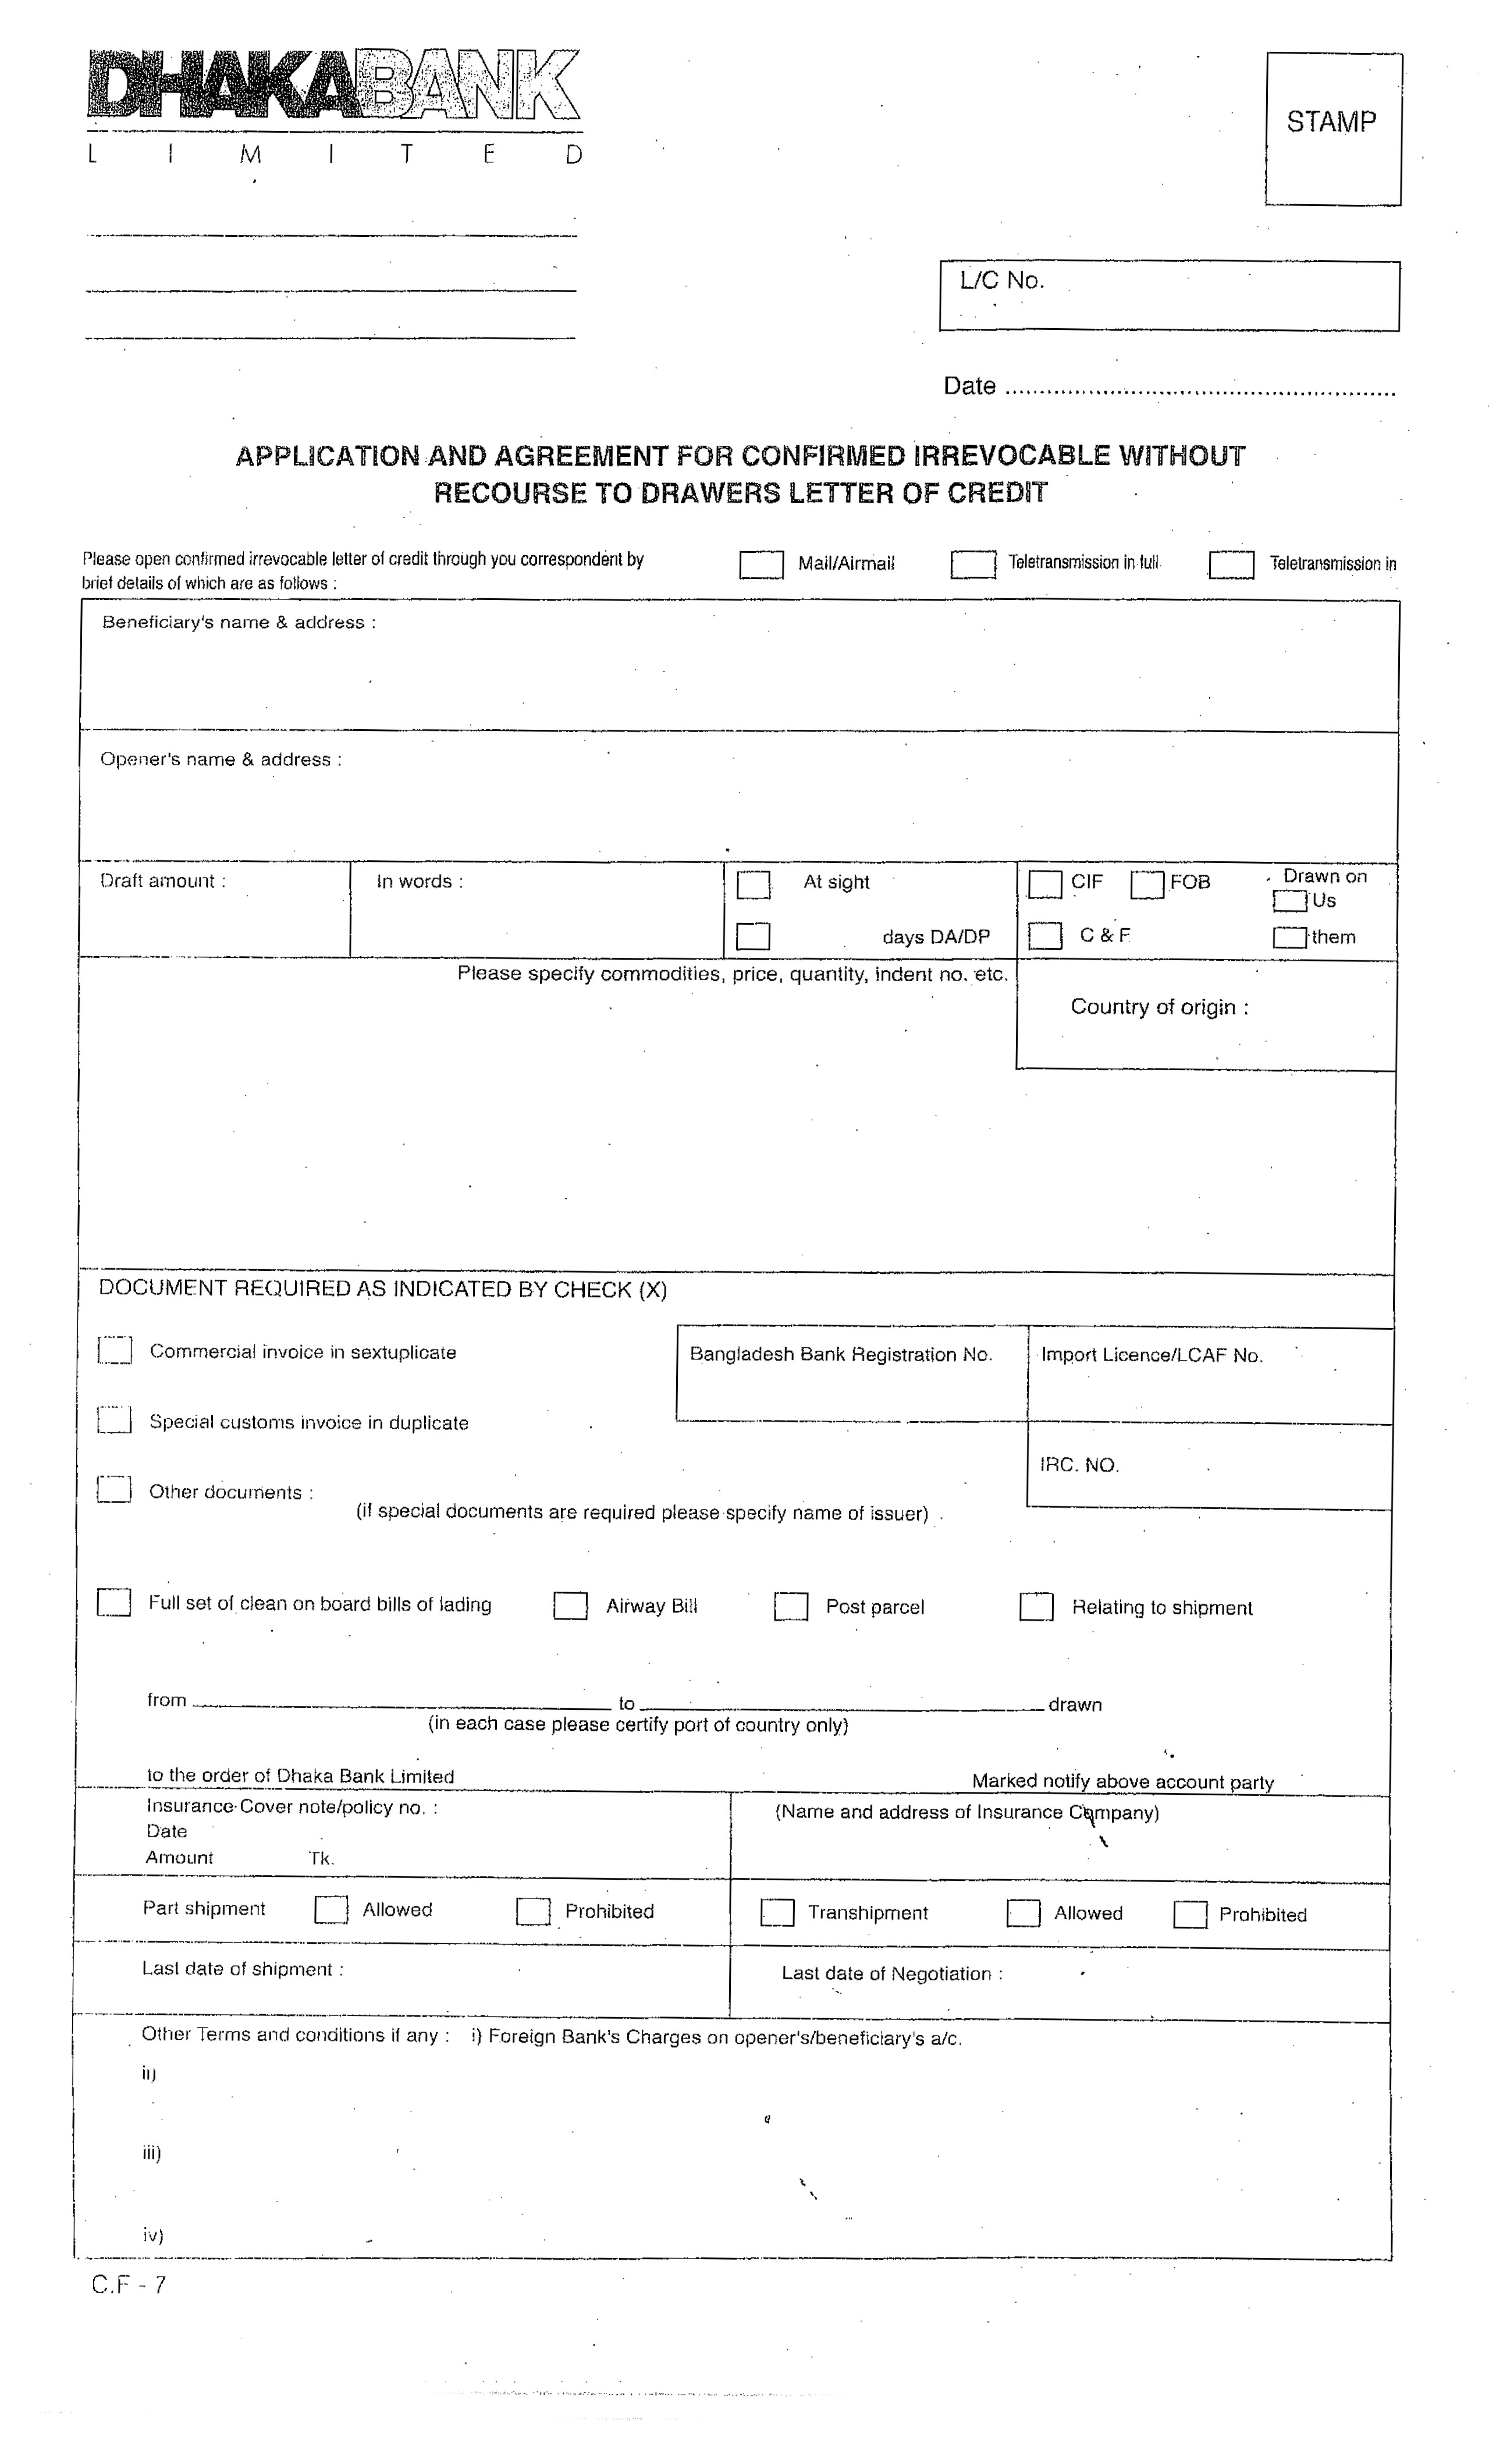 DHAKABANK
LIMITED
STAMP
L/C No.
Date ..........................................................
APPLICATION AND AGREEMENT FOR CONFIRMED IRREVOCABLE WITHOUT
RECOURSE TO DRAWERS LETTER OF CREDIT
Please open confirmed irrevocable letter of credit through you correspondent by Mail/Airmail Teletransmission in full Teletransmission in
brief details of which are as follows :
Beneficiary's name & address :
Opener's name & address :
Draft amount : In words : At sight CIF FOB Drawn on
Us
days DA/DP C & F them
Please specify commodities, price, quantity, indent no. etc.
Country of origin :
DOCUMENT REQUIRED AS INDICATED BY CHECK (X)
Commercial invoice in sextuplicate Bangladesh Bank Registration No. Import Licence/LCAF No.
Special customs invoice in duplicate
IRC. NO.
Other documents :
(if special documents are required please specify name of issuer)
Full set of clean on board bills of lading Airway Bill Post parcel Relating to shipment
from to drawn
(in each case please certify port of country only)
to the order of Dhaka Bank Limited Marked notify above account party
Insurance Cover note/policy no. : (Name and address of Insurance Company)
Date
Amount Tk.
Part shipment Allowed Prohibited Transhipment Allowed Prohibited
Last date of shipment : Last date of Negotiation :
Other Terms and conditions if any : i) Foreign Bank's Charges on opener's/beneficiary's a/c.
ii)
iii)
iv)
C.F - 7